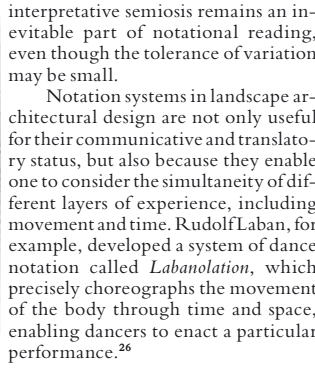 interpretative semiosis remains an in-
evitable part of notational reading,
even though the tolerance of variation
may be small.
Notation systems in landscape ar-
chitectural design are not only useful
for their communicative and translato-
ry status, but also because they enable
one to consider the simultaneity of dif-
ferent layers of experience, including
movement and time. Rudolf Laban, for
example, developed a system of dance
notation called Labanolation, which
precisely choreographs the movement
of the body through time and space,
enabling dancers to enact a particular
performance.26